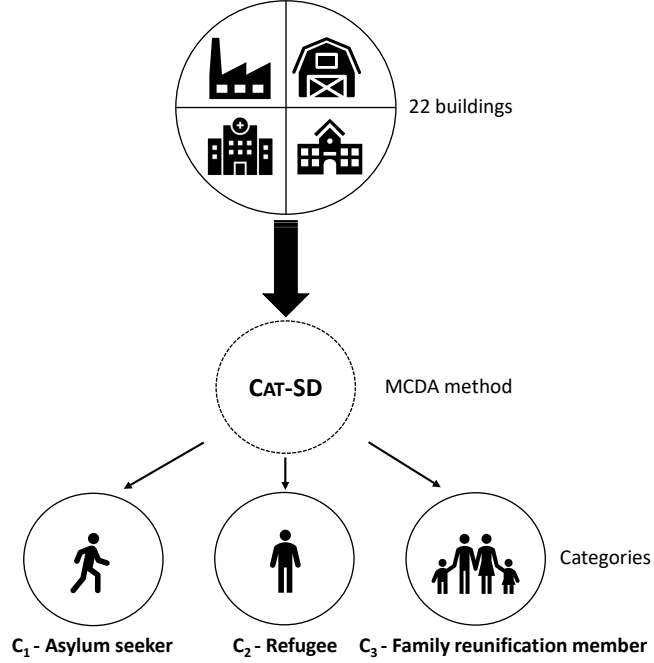 22 buildings
CAT-SD
MCDA method
Categories
C₁ - Asylum seeker
C₂ - Refugee
C₃ - Family reunification member